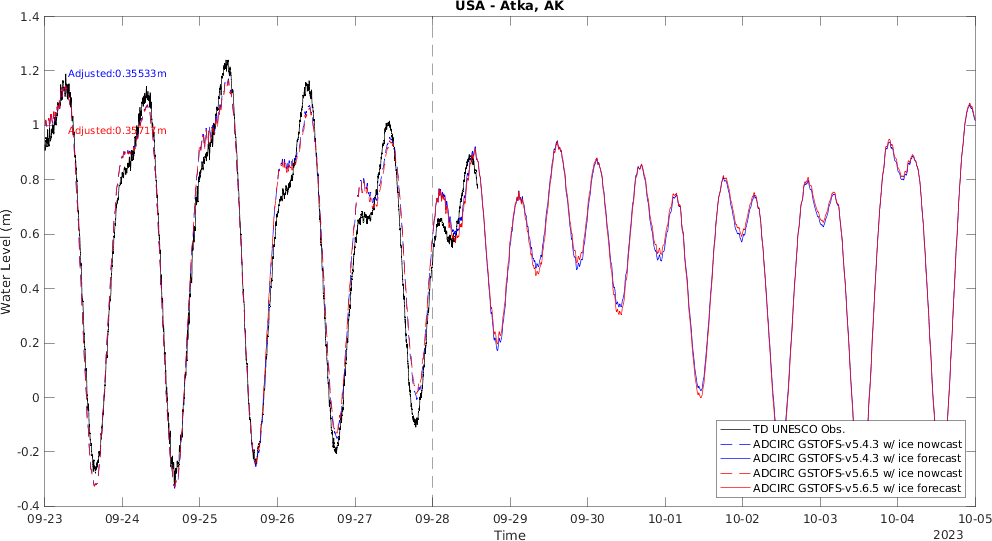 USA - Atka, AK
1.4
1.2
1
0.8
0.6
0.4
0.2
0
-0.2
-0.4
Water Level (m)
Adjusted:0.35533m
Adjusted:0.35717m
TD UNESCO Obs.
ADCIRC GSTOFS-v5.4.3 w/ ice nowcast
ADCIRC GSTOFS-v5.4.3 w/ ice forecast
ADCIRC GSTOFS-v5.6.5 w/ ice nowcast
ADCIRC GSTOFS-v5.6.5 w/ ice forecast
09-23 09-24 09-25 09-26 09-27 09-28 09-29 09-30 10-01 10-02 10-03 10-04 10-05
Time
2023